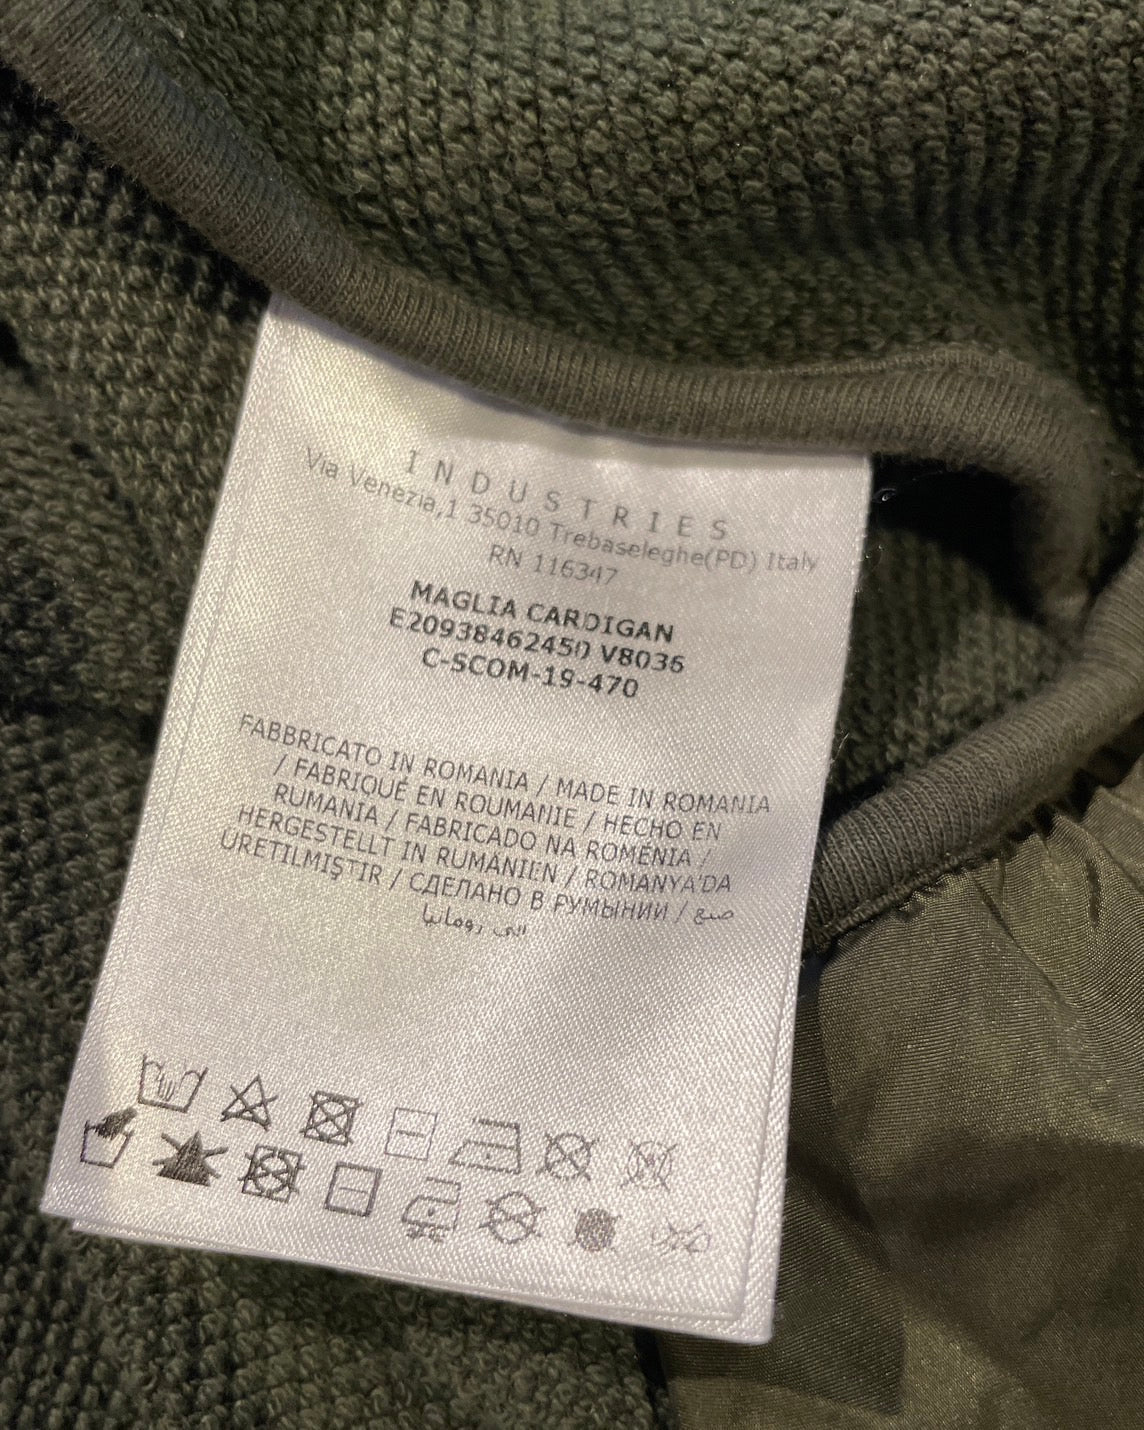 INDUSTRIES
Via Venezia,1 35010 Trebaseleghe(PD) Italy
RN 116347
MAGLIA CARDIGAN
E20938462450 V8036
C-SCOM-19-470
FABBRICATO IN ROMANIA / MADE IN ROMANIA
/ FABRIQUÉ EN ROUMANIE / HECHO EN
RUMANIA / FABRICADO NA ROMÉNIA /
HERGESTELLT IN RUMÄNIEN / ROMANYA'DA
ÜRETILMIŞTIR / СДЕЛАНО В РУМЫНИИ / صنع
رومانيا